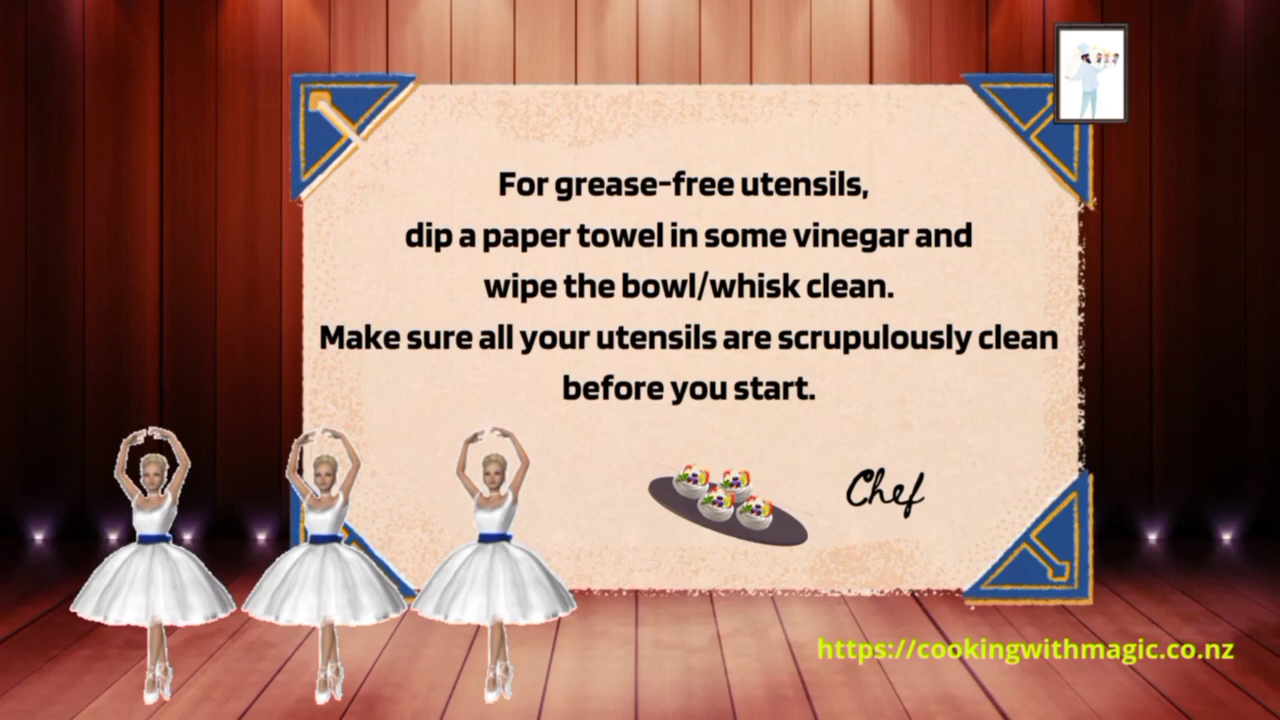 For grease-free utensils,
dip a paper towel in some vinegar and
wipe the bowl/whisk clean.
Make sure all your utensils are scrupulously clean
before you start.
Chef
https://cookingwithmagic.co.nz